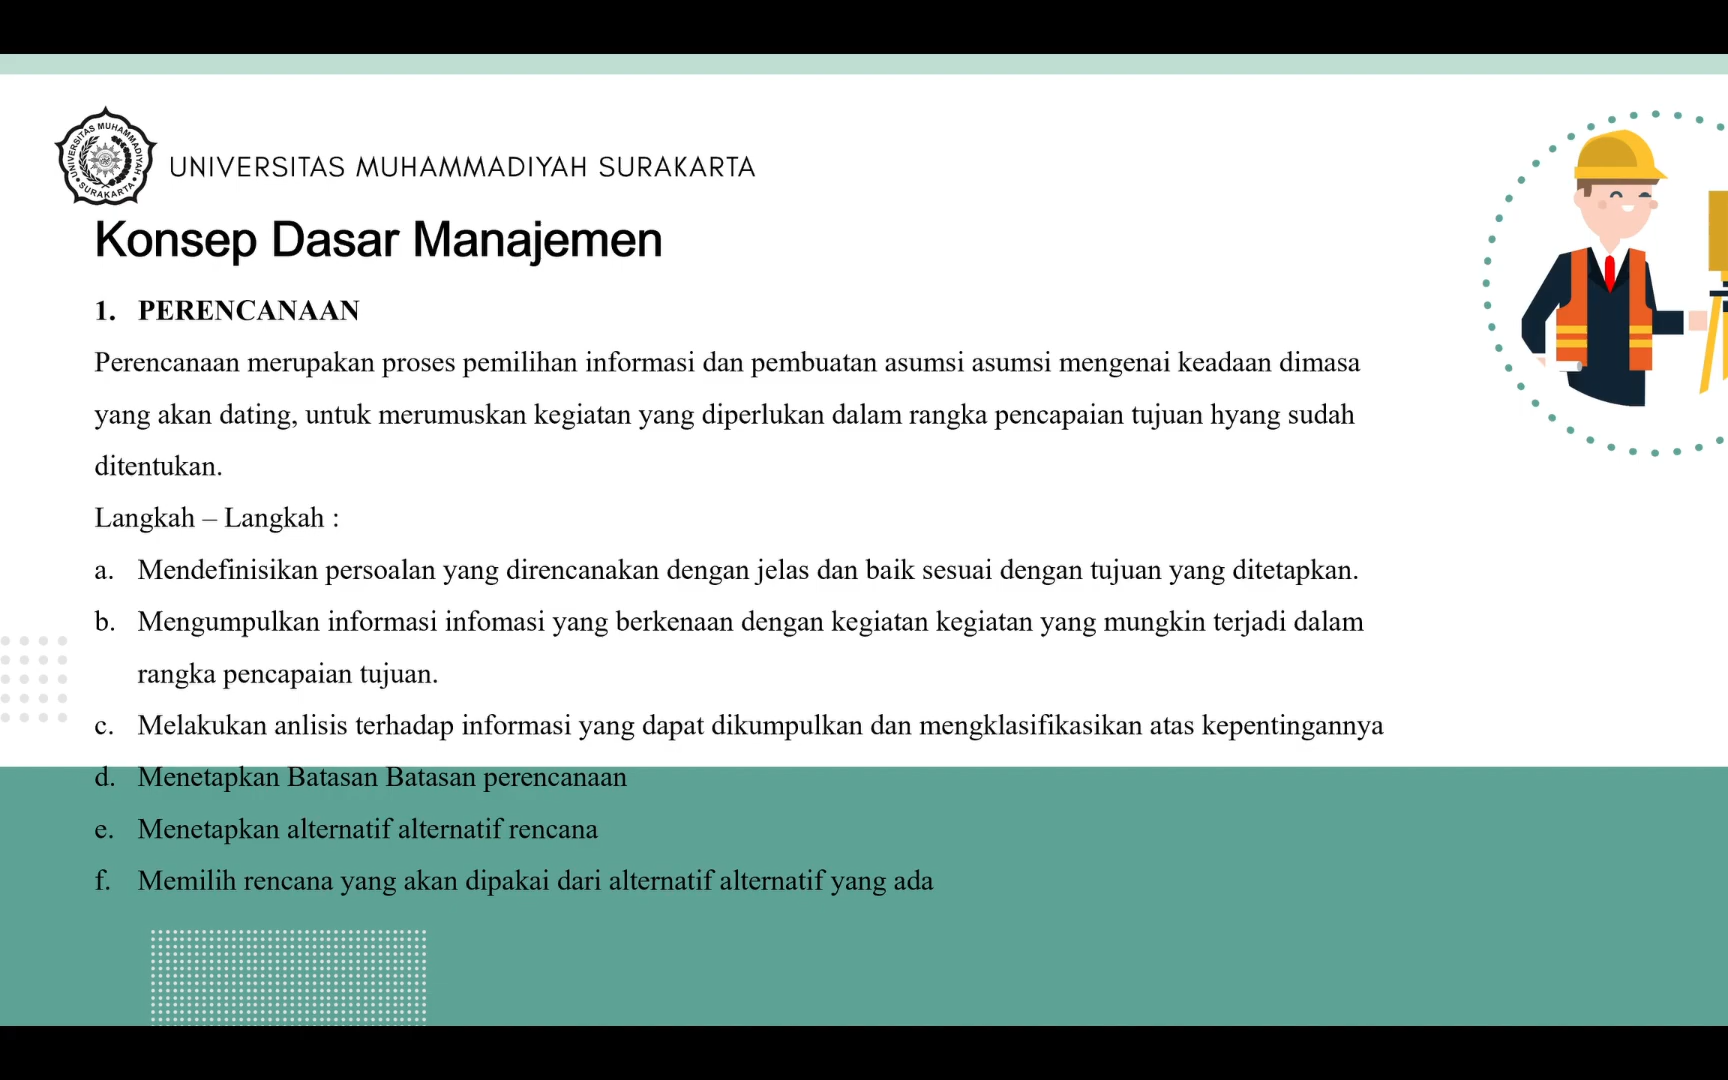 UNIVERSITAS MUHAMMADIYAH
SURAKARTA
UNIVERSITAS MUHAMMADIYAH SURAKARTA
Konsep Dasar Manajemen
1. PERENCANAAN
Perencanaan merupakan proses pemilihan informasi dan pembuatan asumsi asumsi mengenai keadaan dimasa
yang akan dating, untuk merumuskan kegiatan yang diperlukan dalam rangka pencapaian tujuan hyang sudah
ditentukan.
Langkah – Langkah :
a. Mendefinisikan persoalan yang direncanakan dengan jelas dan baik sesuai dengan tujuan yang ditetapkan.
b. Mengumpulkan informasi infomasi yang berkenaan dengan kegiatan kegiatan yang mungkin terjadi dalam
rangka pencapaian tujuan.
c. Melakukan anlisis terhadap informasi yang dapat dikumpulkan dan mengklasifikasikan atas kepentingannya
d. Menetapkan Batasan Batasan perencanaan
e. Menetapkan alternatif alternatif rencana
f. Memilih rencana yang akan dipakai dari alternatif alternatif yang ada